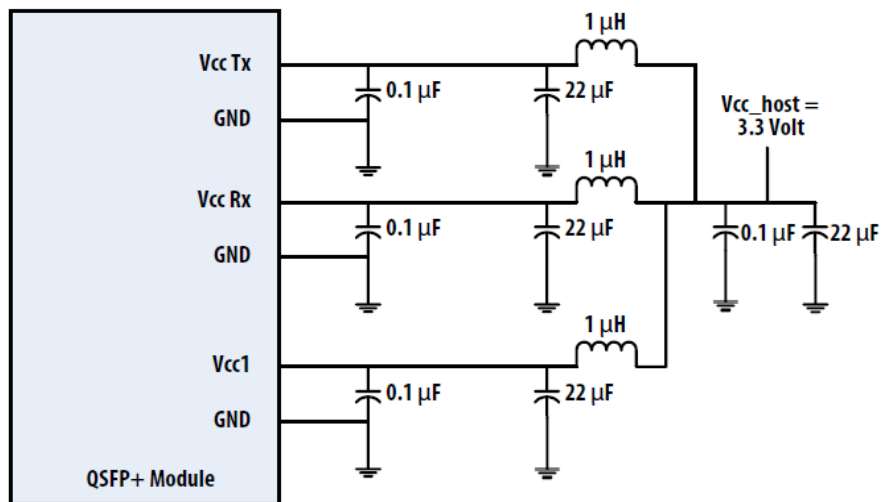 1 μH
Vcc Tx
0.1 μF
22 μF
GND
Vcc_host =
3.3 Volt
1 μH
Vcc Rx
0.1 μF
22 μF
0.1 μF
22 μF
GND
1 μH
Vcc1
0.1 μF
22 μF
GND
QSFP+ Module